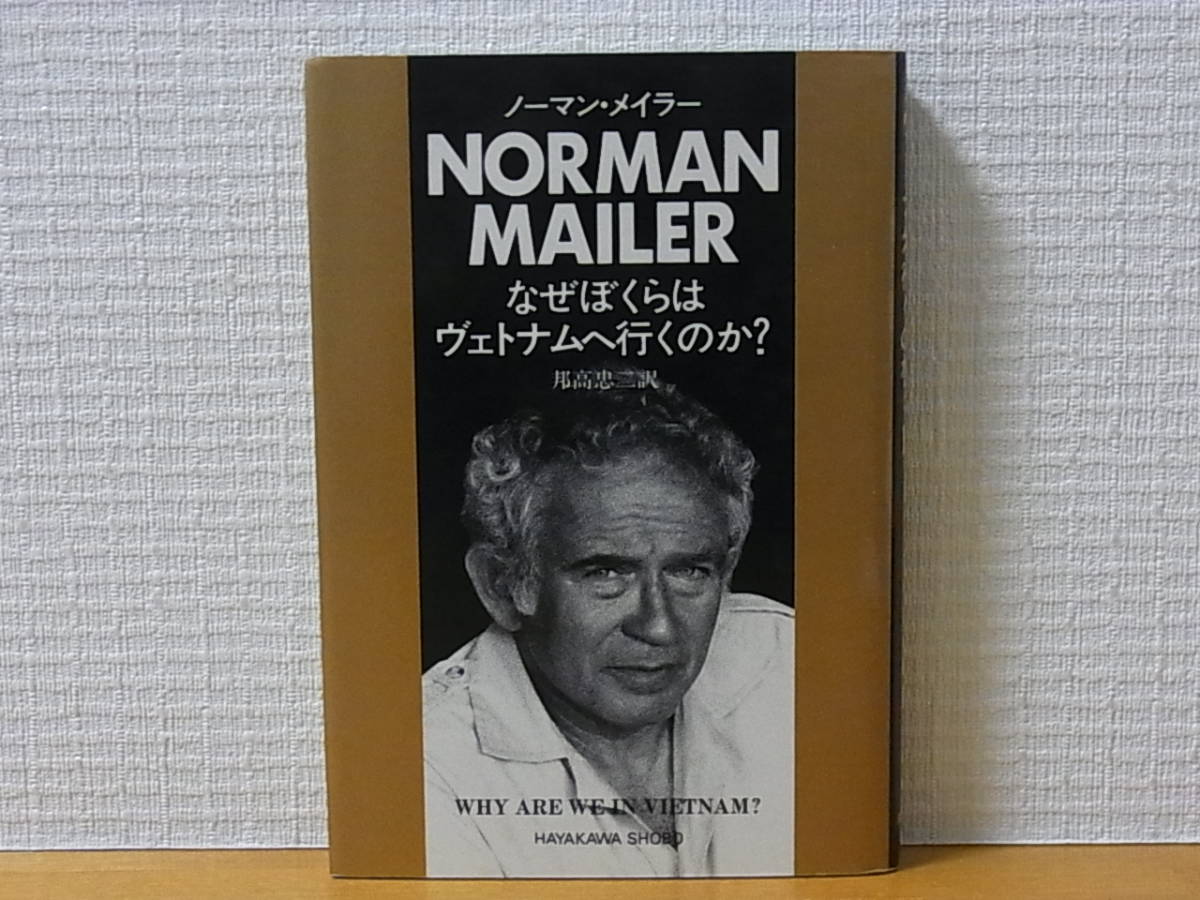 ノーマン・メイラー
NORMAN
MAILER
なぜぼくらは
ヴェトナムへ行くのか?
邦高忠二訳
WHY ARE WE IN VIETNAM?
HAYAKAWA SHOBO